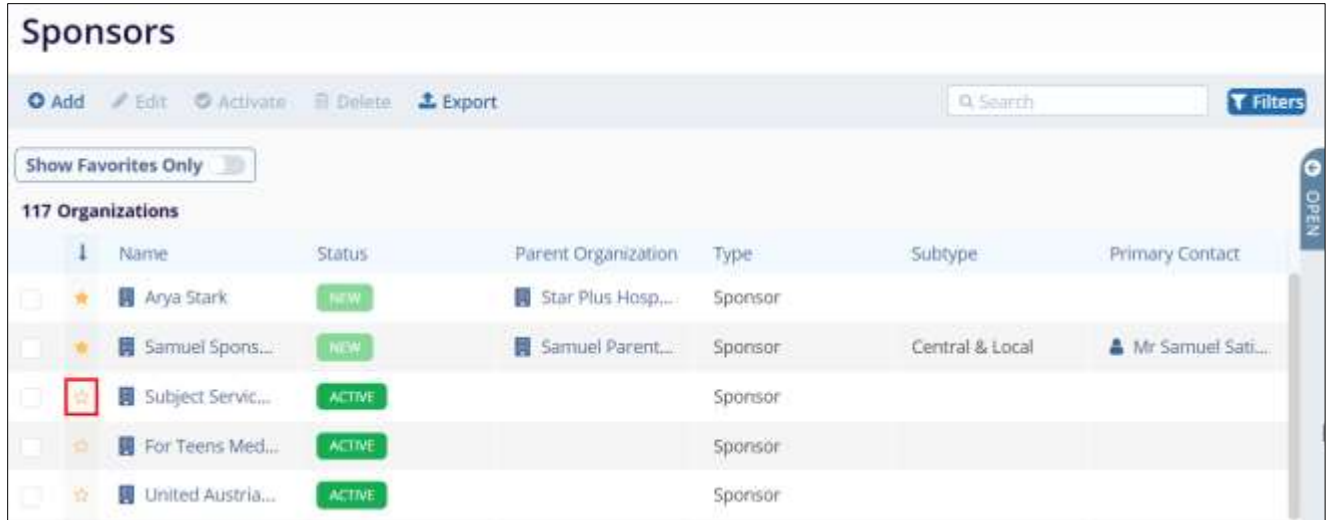 Sponsors
Add Edit Activate Delete Export Search Filters
Show Favorites Only
OPEN
117 Organizations
Name Status Parent Organization Type Subtype Primary Contact
Arya Stark NEW Star Plus Hosp,... Sponsor
Samuel Spons... NEW Samuel Parent... Sponsor Central & Local Mr Samuel Sati...
Subject Servic... ACTIVE Sponsor
For Teens Med... ACTIVE Sponsor
United Austria... ACTIVE Sponsor